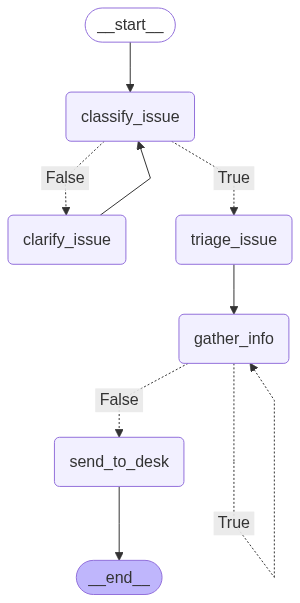 __start__
classify_issue
False
True
clarify_issue
triage_issue
gather_info
False
send_to_desk
True
__end__